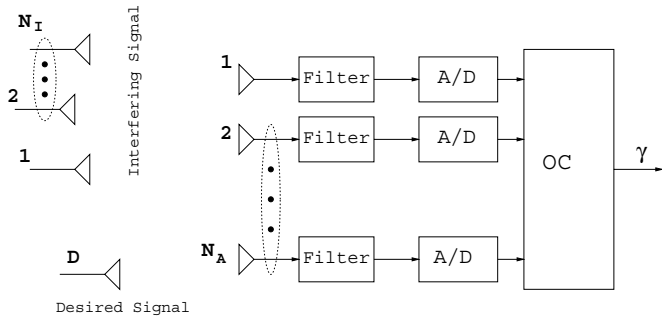 N_I
2
1
Interfering Signal
D
Desired Signal
1
Filter
A/D
2
Filter
A/D
N_A
Filter
A/D
OC
γ